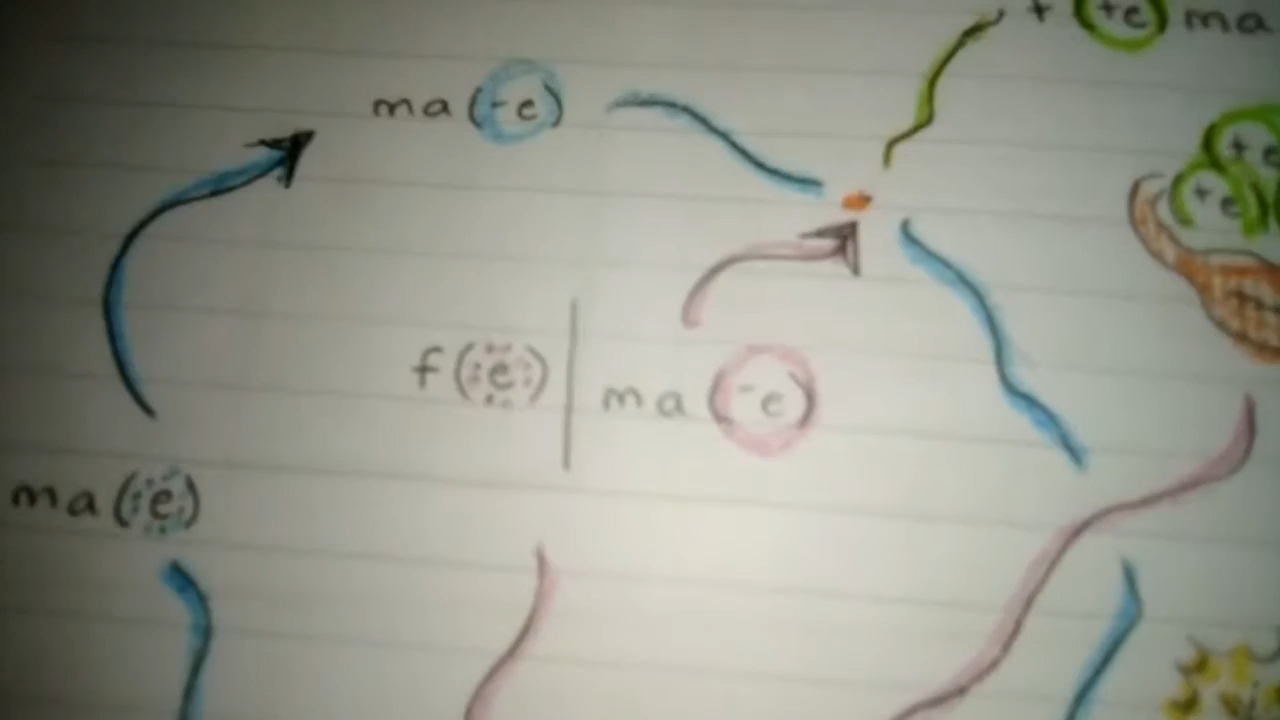 + +e ma
ma (-e)
+e
+e
f(e) | ma (-e)
ma (e)